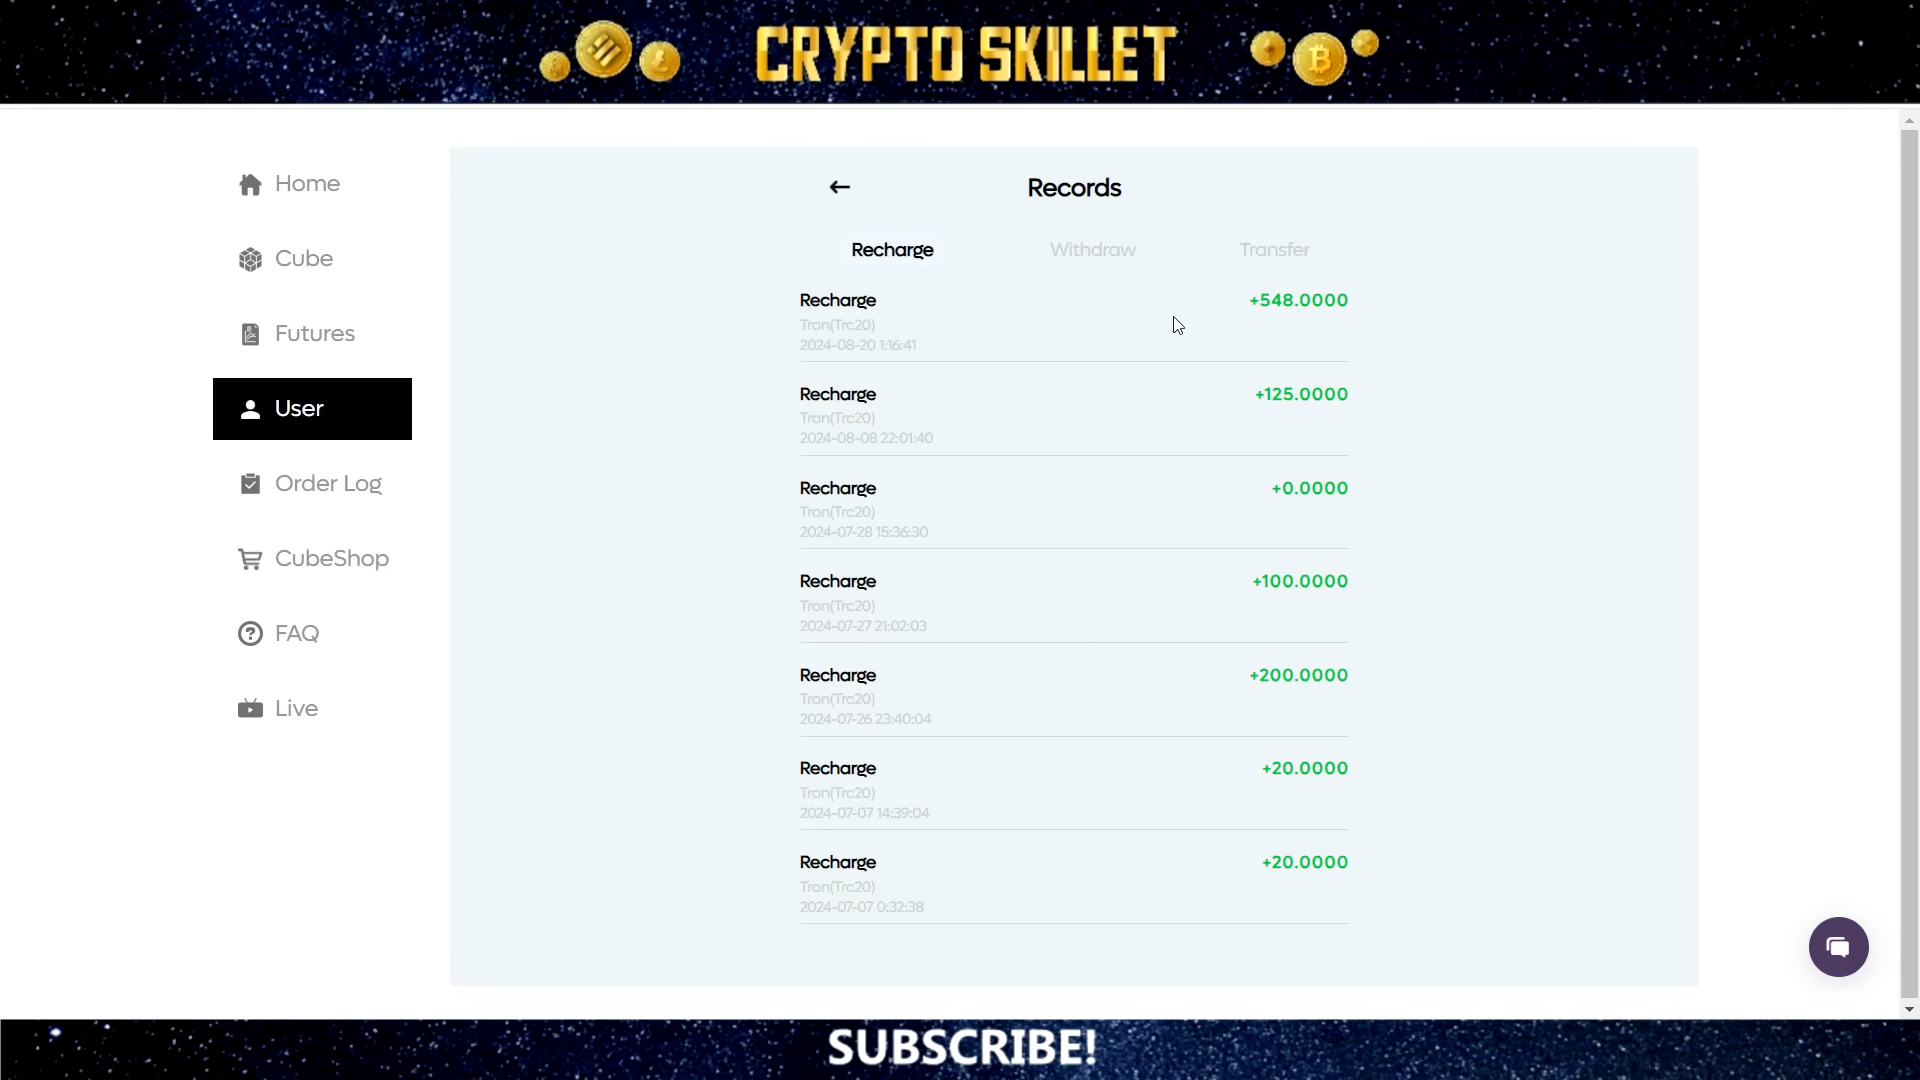 CRYPTO SKILLET
Home
Cube
Futures
User
Order Log
CubeShop
FAQ
Live
Records
Recharge Withdraw Transfer
Recharge +548.0000
Tron(Trc20)
2024-08-20 1:16:41
Recharge +125.0000
Tron(Trc20)
2024-08-08 22:01:40
Recharge +0.0000
Tron(Trc20)
2024-07-28 15:36:30
Recharge +100.0000
Tron(Trc20)
2024-07-27 21:02:03
Recharge +200.0000
Tron(Trc20)
2024-07-26 23:40:04
Recharge +20.0000
Tron(Trc20)
2024-07-07 14:39:04
Recharge +20.0000
Tron(Trc20)
2024-07-07 0:32:38
SUBSCRIBE!